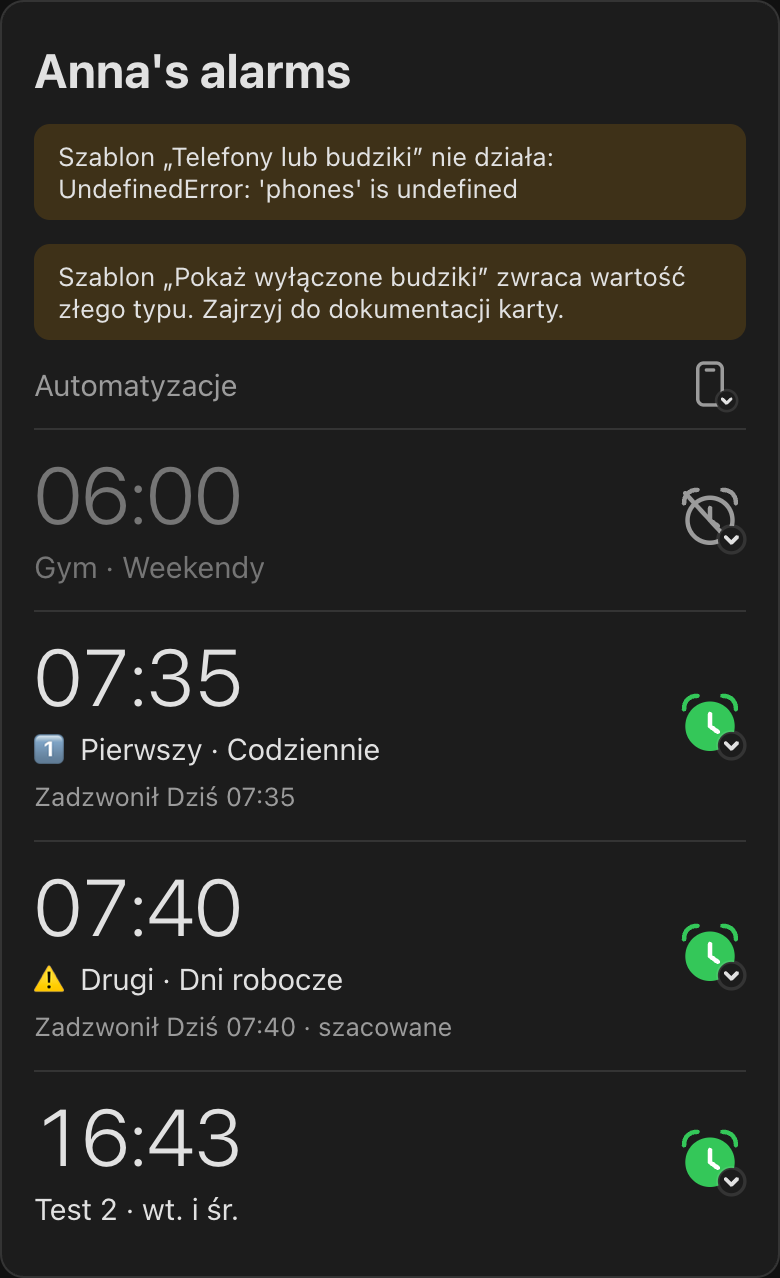 Anna's alarms
Szablon „Telefony lub budziki” nie działa:
UndefinedError: 'phones' is undefined
Szablon „Pokaż wyłączone budziki” zwraca wartość
złego typu. Zajrzyj do dokumentacji karty.
Automatyzacje
06:00
Gym · Weekendy
07:35
1️⃣ Pierwszy · Codziennie
Zadzwonił Dziś 07:35
07:40
⚠️ Drugi · Dni robocze
Zadzwonił Dziś 07:40 · szacowane
16:43
Test 2 · wt. i śr.